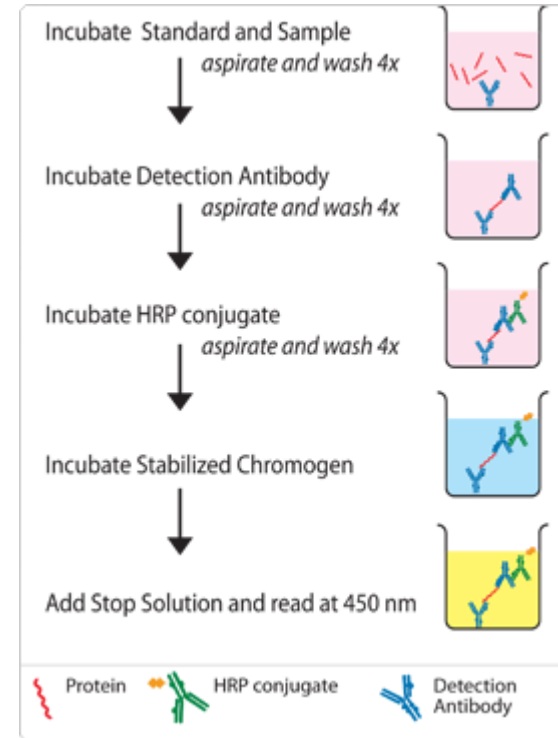 Incubate Standard and Sample
aspirate and wash 4x
Incubate Detection Antibody
aspirate and wash 4x
Incubate HRP conjugate
aspirate and wash 4x
Incubate Stabilized Chromogen
Add Stop Solution and read at 450 nm
Protein
HRP conjugate
Detection
Antibody